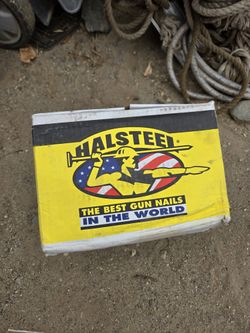 HALSTEEL
THE BEST GUN NAILS
IN THE WORLD